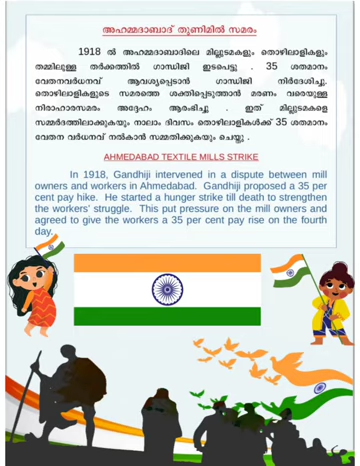 അഹമ്മദാബാദ് തുണിമിൽ സമരം
1918 ൽ അഹമ്മദാബാദിലെ മില്ലുടമകളും തൊഴിലാളികളും
തമ്മിലുള്ള തർക്കത്തിൽ ഗാന്ധിജി ഇടപെട്ടു . 35 ശതമാനം
വേതനവർധനവ് ആവശ്യപ്പെടാൻ ഗാന്ധിജി നിർദേശിച്ചു.
തൊഴിലാളികളുടെ സമരത്തെ ശക്തിപ്പെടുത്താൻ മരണം വരെയുള്ള
നിരാഹാരസമരം അദ്ദേഹം ആരംഭിച്ചു . ഇത് മില്ലുടമകളെ
സമ്മർദത്തിലാക്കുകയും നാലാം ദിവസം തൊഴിലാളികൾക്ക് 35 ശതമാനം
വേതന വർധനവ് നൽകാൻ സമ്മതിക്കുകയും ചെയ്തു .
AHMEDABAD TEXTILE MILLS STRIKE
In 1918, Gandhiji intervened in a dispute between mill
owners and workers in Ahmedabad. Gandhiji proposed a 35 per
cent pay hike. He started a hunger strike till death to strengthen
the workers' struggle. This put pressure on the mill owners and
agreed to give the workers a 35 per cent pay rise on the fourth
day.